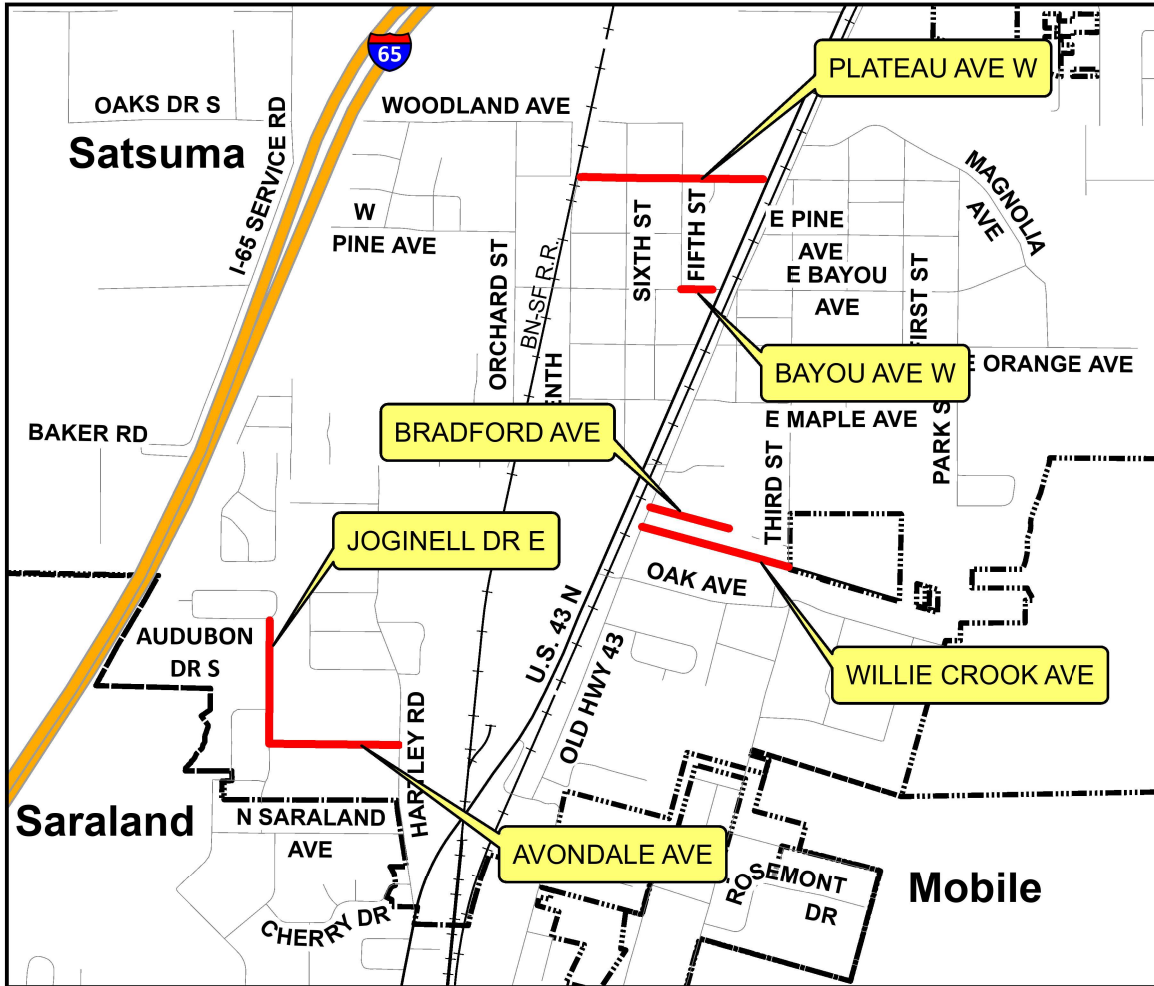 65
PLATEAU AVE W
OAKS DR S
WOODLAND AVE
Satsuma
I-65 SERVICE RD
MAGNOLIA
AVE
W
PINE AVE
SIXTH ST
FIFTH ST
E PINE
AVE
E BAYOU
AVE
ORCHARD ST
BN-SF R.R.
FIRST ST
BAYOU AVE W
ORANGE AVE
BRADFORD AVE
E MAPLE AVE
BAKER RD
PARK S
THIRD ST
JOGINELL DR E
OAK AVE
AUDUBON
DR S
U.S. 43 N
OLD HWY 43
WILLIE CROOK AVE
HARTLEY RD
Saraland
N SARALAND
AVE
AVONDALE AVE
ROSEMONT
DR
Mobile
CHERRY DR